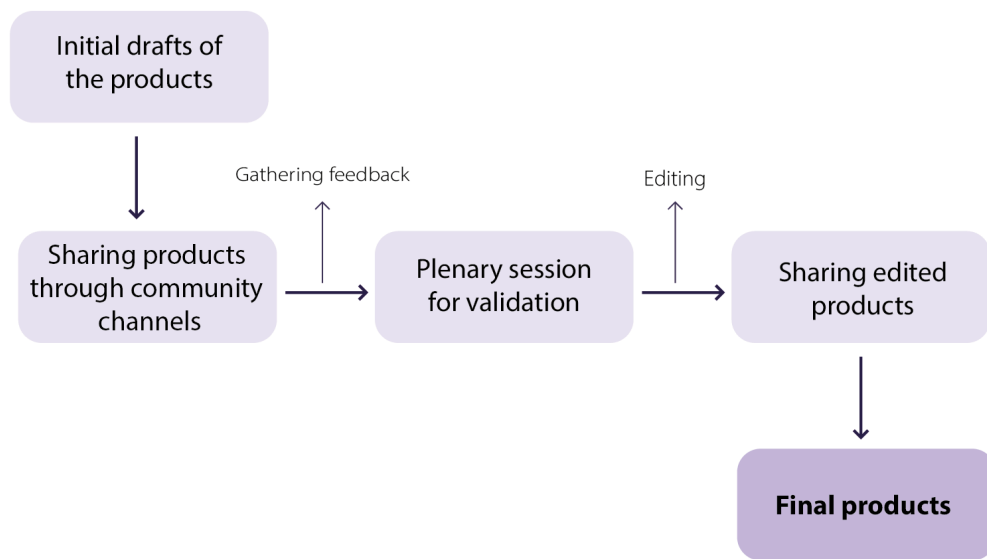 Initial drafts of
the products
Gathering feedback
Editing
Sharing products
through community
channels
Plenary session
for validation
Sharing edited
products
Final products